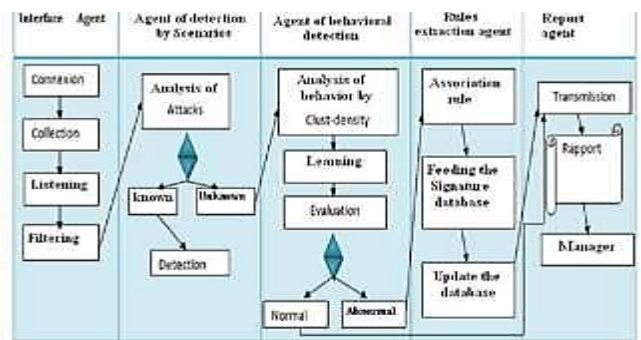 Interface Agent
Agent of detection
by Scenarios
Agent of behavioral
detection
Rules
extraction agent
Report
agent
Connexion
Collection
Listening
Filtering
Analysis of
Attacks
known
Unknown
Detection
Analysis of
behavior by
Clust-density
Learning
Evaluation
Normal
Abnormal
Association
rule
Feeding the
Signature
database
Update the
database
Transmission
Rapport
Manager